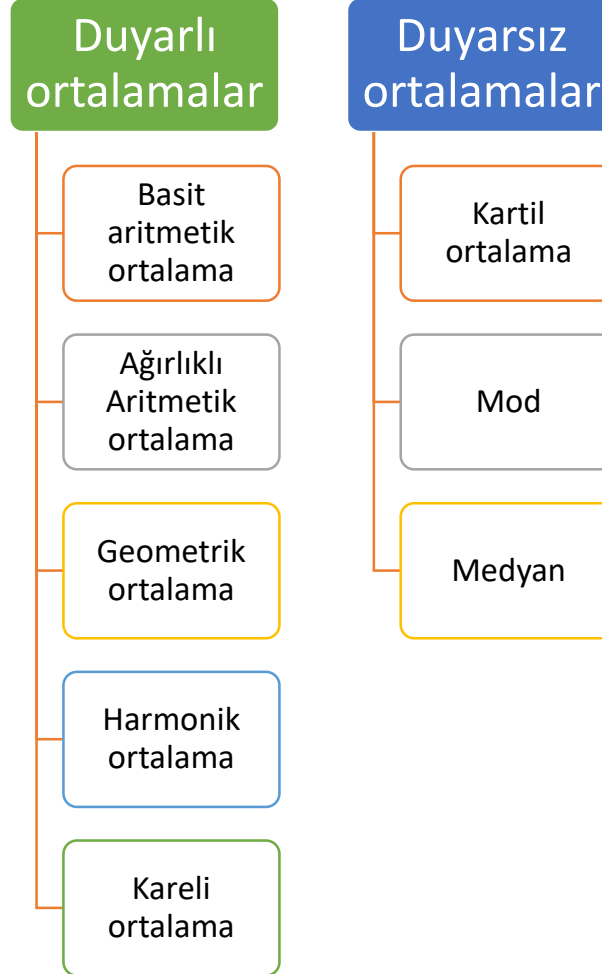 Duyarlı
ortalamalar
Basit
aritmetik
ortalama
Ağırlıklı
Aritmetik
ortalama
Geometrik
ortalama
Harmonik
ortalama
Kareli
ortalama
Duyarsız
ortalamalar
Kartil
ortalama
Mod
Medyan